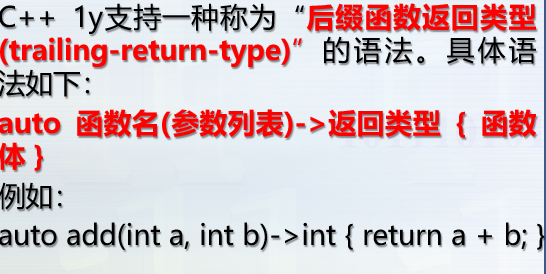 C++ 1y支持一种称为“后缀函数返回类型
(trailing-return-type)”的语法。具体语
法如下：
auto 函数名(参数列表)->返回类型 { 函数
体 }
例如：
auto add(int a, int b)->int { return a + b; }